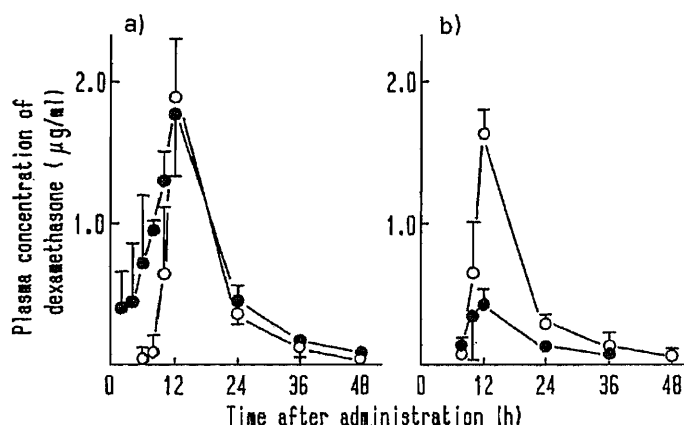 a)
b)
Plasma concentration of
dexamethasone (μg/ml)
2.0
1.0
2.0
1.0
0 12 24 36 48
0 12 24 36 48
Time after administration (h)